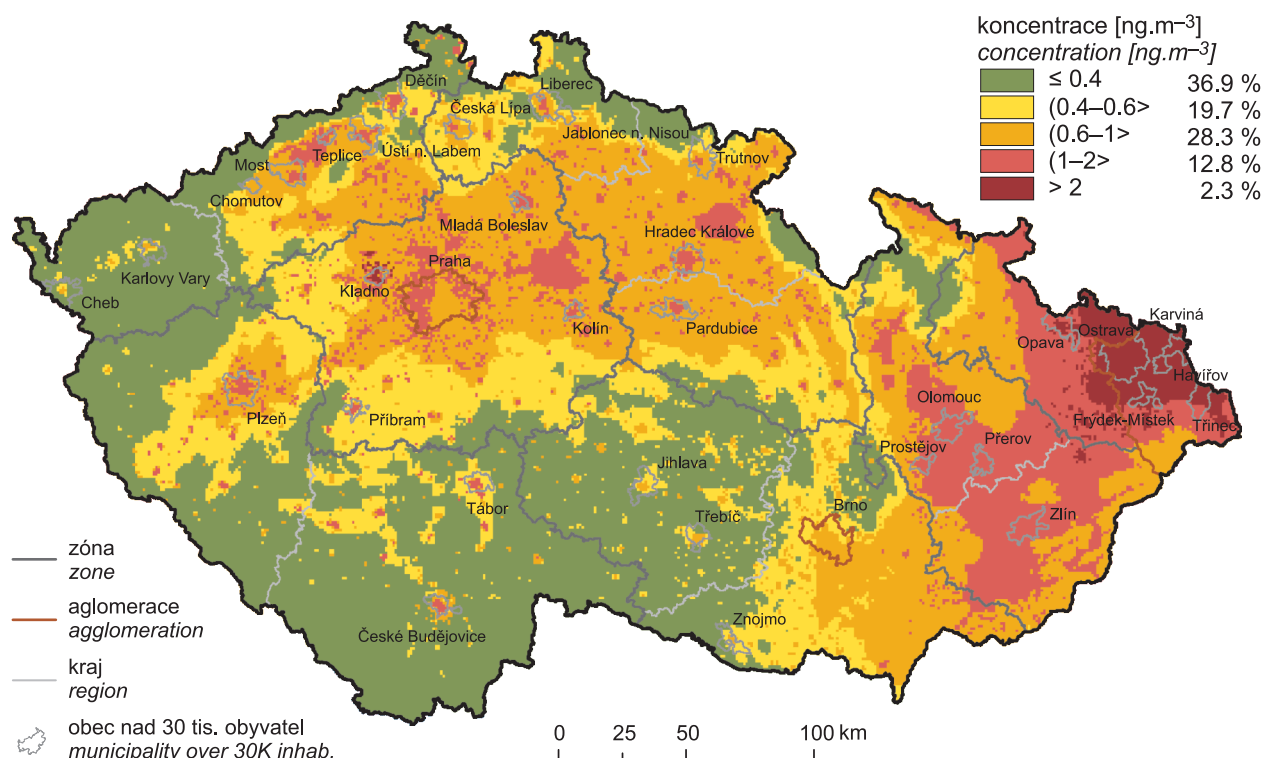 koncentrace [ng.m–3]
concentration [ng.m–3]
≤ 0.4 36.9 %
(0.4–0.6> 19.7 %
(0.6–1> 28.3 %
(1–2> 12.8 %
> 2 2.3 %
Děčín
Liberec
Česká Lípa
Jablonec n. Nisou
Teplice
Ústí n. Labem
Most
Trutnov
Chomutov
Mladá Boleslav
Hradec Králové
Praha
Karlovy Vary
Kladno
Cheb
Kolín
Pardubice
Karviná
Ostrava
Opava
Havířov
Olomouc
Plzeň
Příbram
Frýdek-Místek
Třinec
Prostějov
Přerov
Jihlava
Tábor
Třebíč
Brno
Zlín
Znojmo
České Budějovice
zóna
zone
aglomerace
agglomeration
kraj
region
obec nad 30 tis. obyvatel
municipality over 30K inhab.
0 25 50 100 km